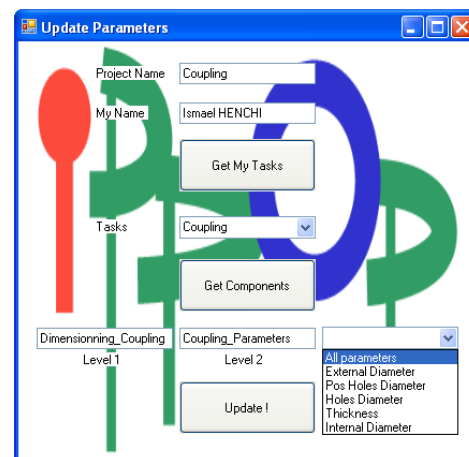 Update Parameters
Project Name Coupling
My Name Ismael HENCHI
Get My Tasks
Tasks Coupling
Get Components
Dimensionning_Coupling Coupling_Parameters
Level 1 Level 2
All parameters
External Diameter
Pos Holes Diameter
Holes Diameter
Thickness
Internal Diameter
Update !